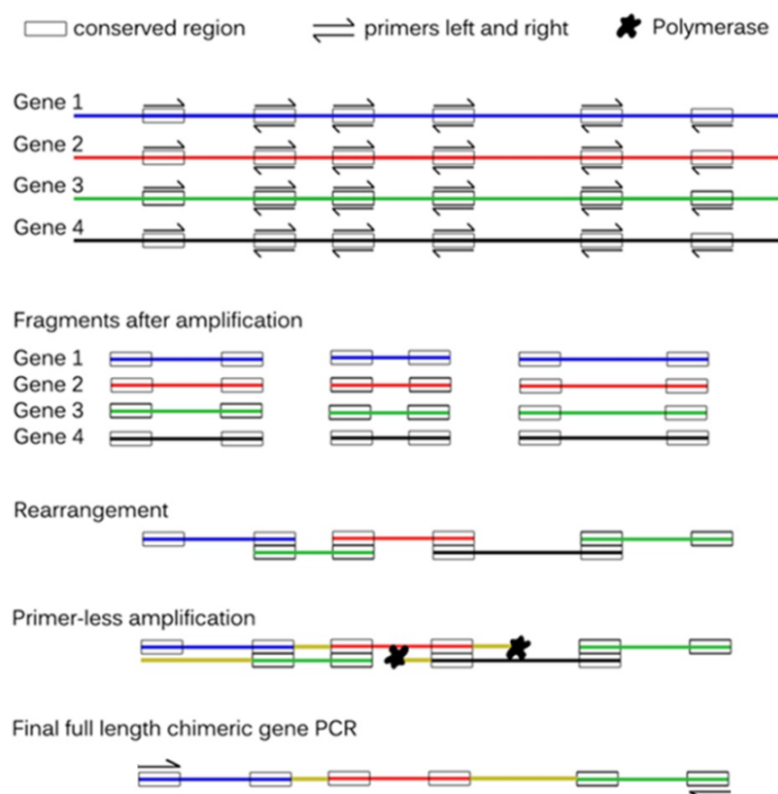 conserved region primers left and right Polymerase
Gene 1
Gene 2
Gene 3
Gene 4
Fragments after amplification
Gene 1
Gene 2
Gene 3
Gene 4
Rearrangement
Primer-less amplification
Final full length chimeric gene PCR